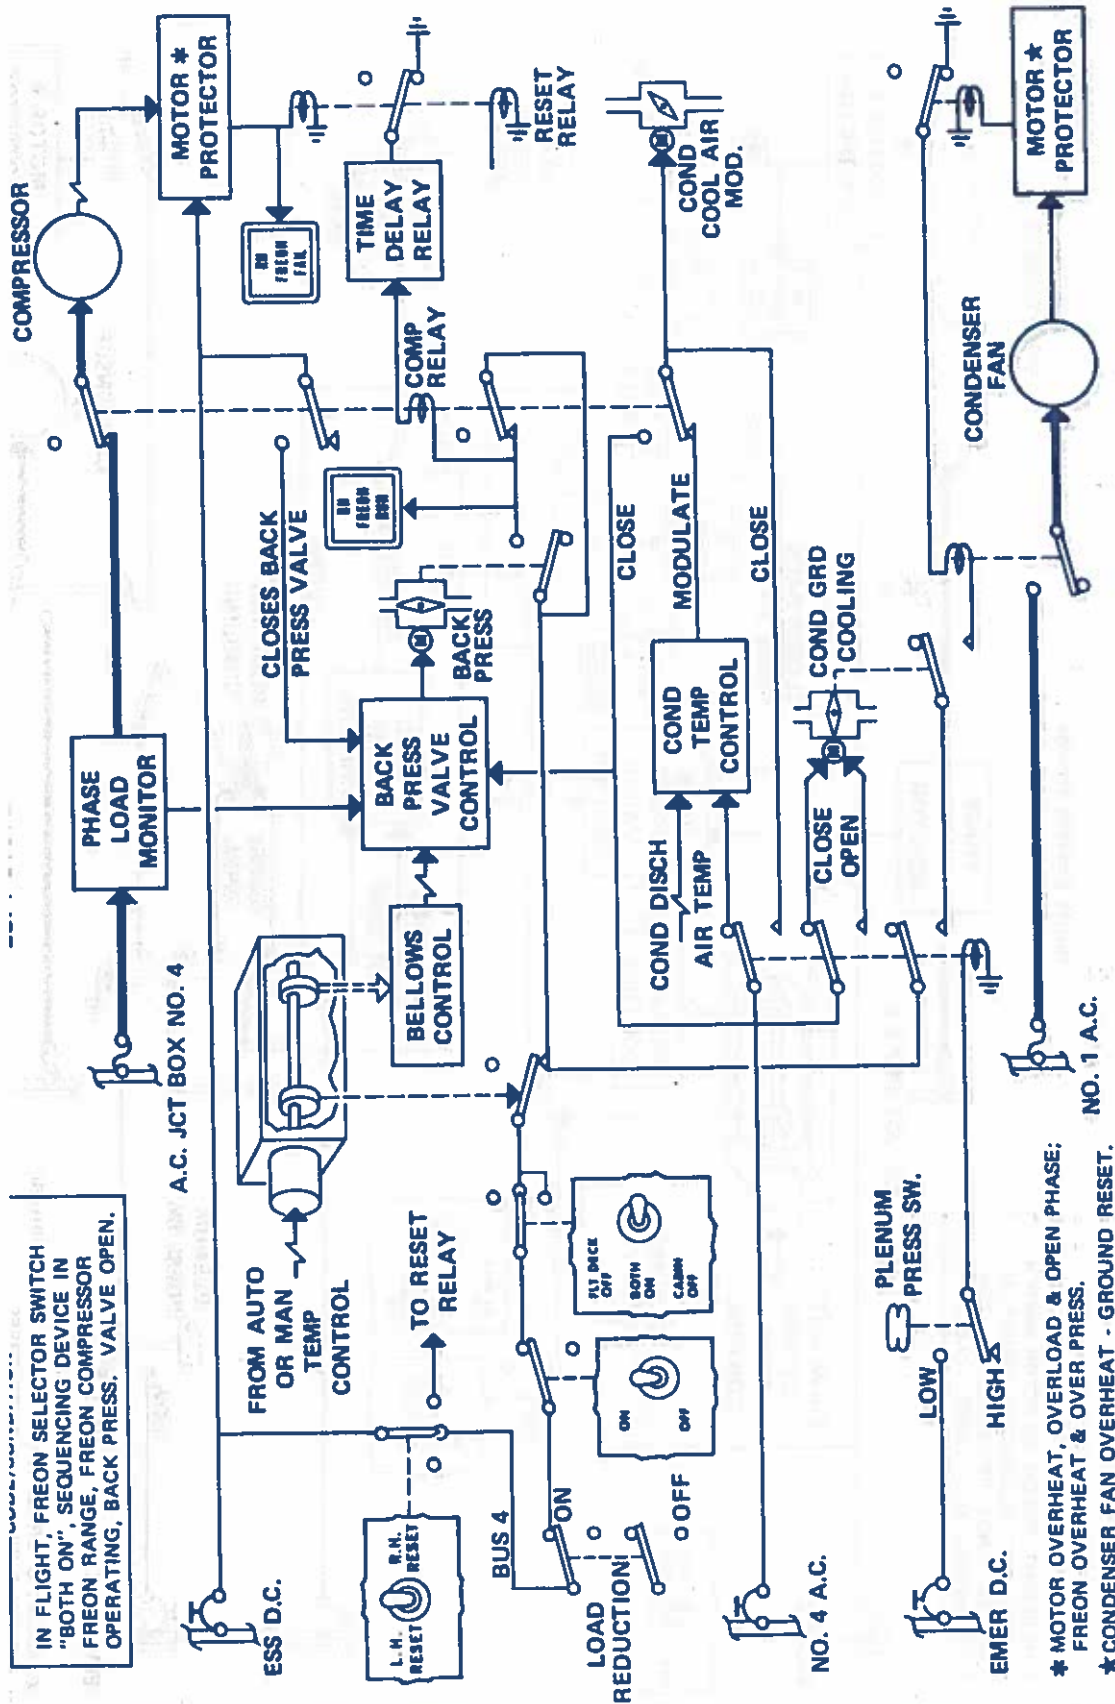 IN FLIGHT, FREON SELECTOR SWITCH
"BOTH ON", SEQUENCING DEVICE IN
FREON RANGE, FREON COMPRESSOR
OPERATING, BACK PRESS. VALVE OPEN.
COMPRESSOR
PHASE
LOAD
MONITOR
MOTOR *
PROTECTOR
A.C. JCT BOX NO. 4
RH
FREON
FAIL
ESS D.C.
FROM AUTO
OR MAN
TEMP
CONTROL
BELLOWS
CONTROL
BACK
PRESS
VALVE
CONTROL
CLOSES BACK
PRESS VALVE
BACK
PRESS
RH
FREON
RUN
COMP
RELAY
TIME
DELAY
RELAY
RESET
RELAY
L.H.
RESET
R.H.
RESET
TO RESET
RELAY
BUS 4
ON
OFF
LOAD
REDUCTION
ON
OFF
FLT DECK
OFF
BOTH
ON
CABIN
OFF
CLOSE
MODULATE
CLOSE
COND
COOL AIR
MOD.
COND DISCH
AIR TEMP
COND
TEMP
CONTROL
CLOSE
OPEN
COND GRD
COOLING
NO. 4 A.C.
PLENUM
PRESS SW.
LOW
HIGH
EMER D.C.
NO. 1 A.C.
CONDENSER
FAN
MOTOR ★
PROTECTOR
* MOTOR OVERHEAT, OVERLOAD & OPEN PHASE;
FREON OVERHEAT & OVER PRESS.
★ CONDENSER FAN OVERHEAT - GROUND RESET.